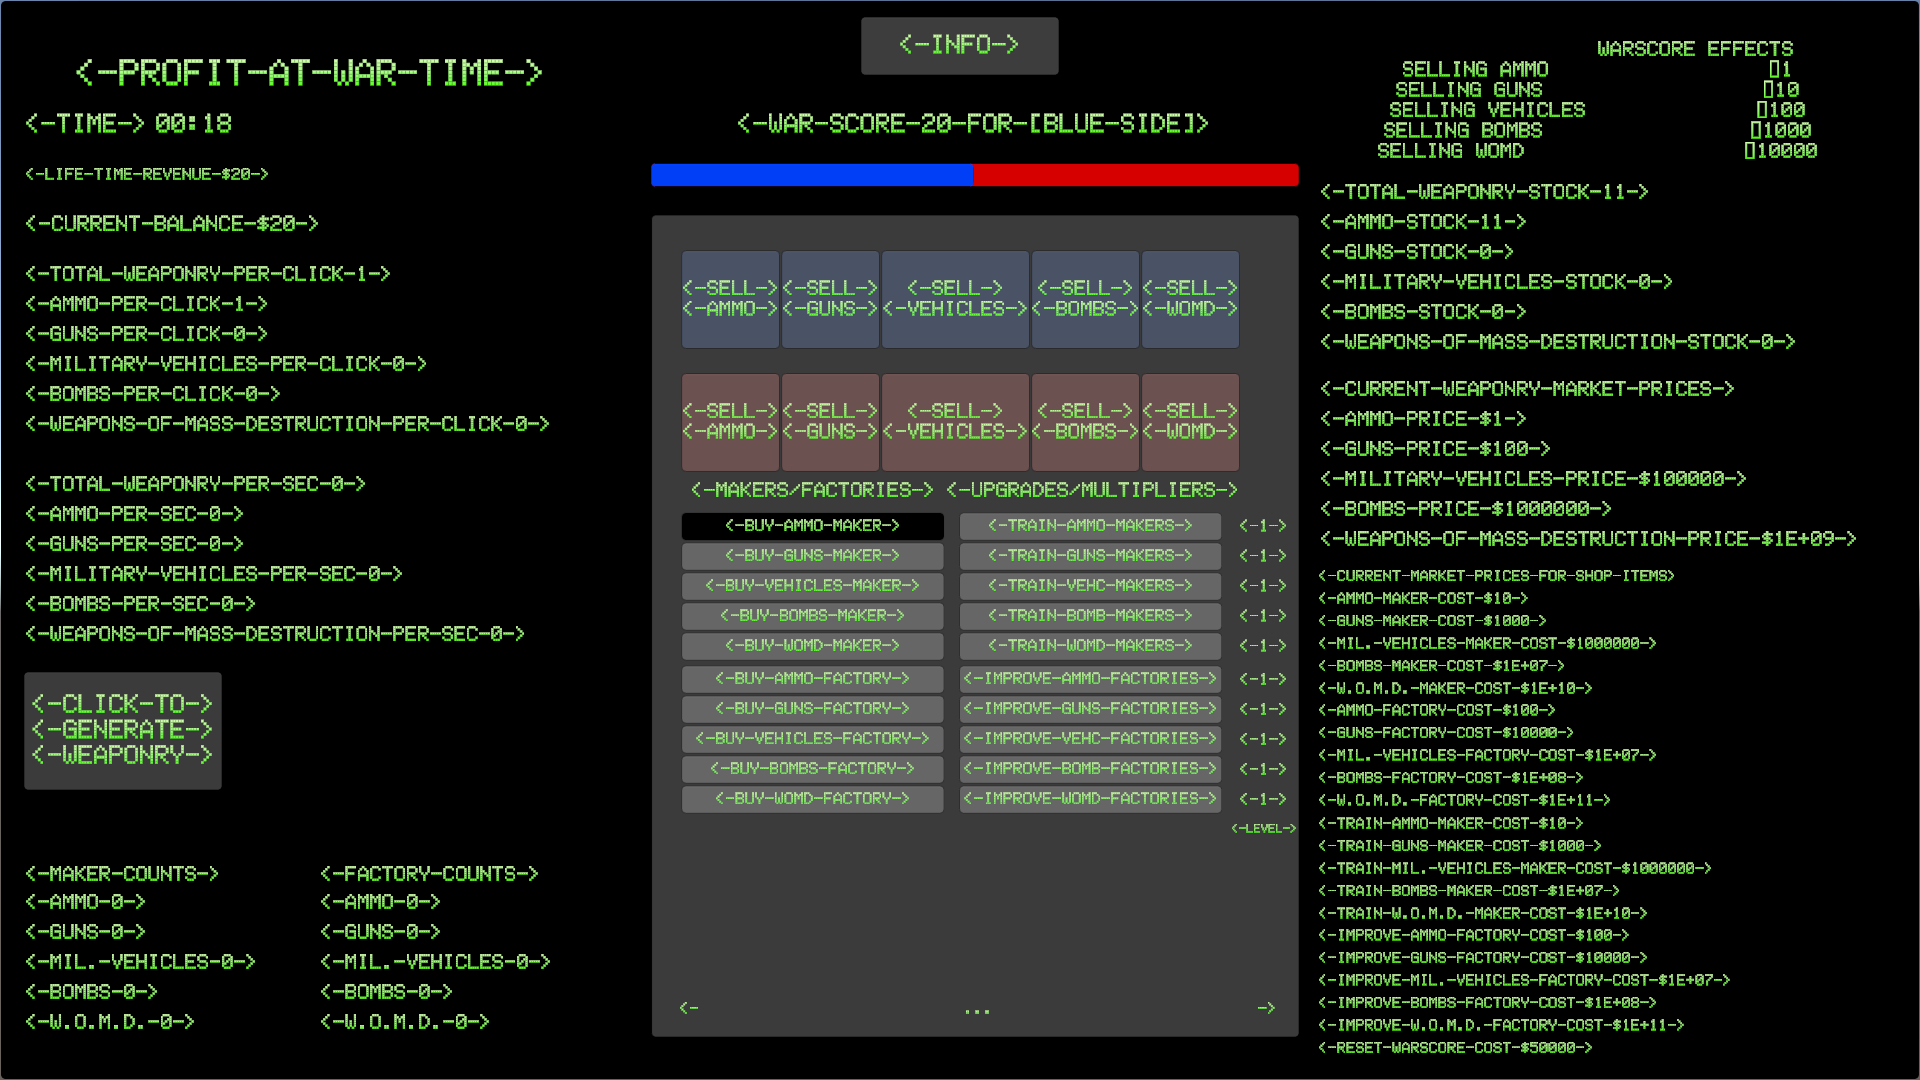 <-INFO->
<-PROFIT-AT-WAR-TIME->
<-TIME-> 00:18
<-LIFE-TIME-REVENUE-$20->
<-CURRENT-BALANCE-$20->
<-TOTAL-WEAPONRY-PER-CLICK-1->
<-AMMO-PER-CLICK-1->
<-GUNS-PER-CLICK-0->
<-MILITARY-VEHICLES-PER-CLICK-0->
<-BOMBS-PER-CLICK-0->
<-WEAPONS-OF-MASS-DESTRUCTION-PER-CLICK-0->
<-TOTAL-WEAPONRY-PER-SEC-0->
<-AMMO-PER-SEC-0->
<-GUNS-PER-SEC-0->
<-MILITARY-VEHICLES-PER-SEC-0->
<-BOMBS-PER-SEC-0->
<-WEAPONS-OF-MASS-DESTRUCTION-PER-SEC-0->
<-CLICK-TO->
<-GENERATE->
<-WEAPONRY->
<-MAKER-COUNTS-> <-FACTORY-COUNTS->
<-AMMO-0-> <-AMMO-0->
<-GUNS-0-> <-GUNS-0->
<-MIL.-VEHICLES-0-> <-MIL.-VEHICLES-0->
<-BOMBS-0-> <-BOMBS-0->
<-W.O.M.D.-0-> <-W.O.M.D.-0->
<-WAR-SCORE-20-FOR-[BLUE-SIDE]>
<-SELL-> <-SELL-> <-SELL-> <-SELL-> <-SELL->
<-AMMO-> <-GUNS-> <-VEHICLES-> <-BOMBS-> <-WOMD->
<-SELL-> <-SELL-> <-SELL-> <-SELL-> <-SELL->
<-AMMO-> <-GUNS-> <-VEHICLES-> <-BOMBS-> <-WOMD->
<-MAKERS/FACTORIES-> <-UPGRADES/MULTIPLIERS->
<-BUY-AMMO-MAKER-> <-TRAIN-AMMO-MAKERS-> <-1->
<-BUY-GUNS-MAKER-> <-TRAIN-GUNS-MAKERS-> <-1->
<-BUY-VEHICLES-MAKER-> <-TRAIN-VEHC-MAKERS-> <-1->
<-BUY-BOMBS-MAKER-> <-TRAIN-BOMB-MAKERS-> <-1->
<-BUY-WOMD-MAKER-> <-TRAIN-WOMD-MAKERS-> <-1->
<-BUY-AMMO-FACTORY-> <-IMPROVE-AMMO-FACTORIES-> <-1->
<-BUY-GUNS-FACTORY-> <-IMPROVE-GUNS-FACTORIES-> <-1->
<-BUY-VEHICLES-FACTORY-> <-IMPROVE-VEHC-FACTORIES-> <-1->
<-BUY-BOMBS-FACTORY-> <-IMPROVE-BOMB-FACTORIES-> <-1->
<-BUY-WOMD-FACTORY-> <-IMPROVE-WOMD-FACTORIES-> <-1->
<-LEVEL->
<- ... ->
WARSCORE EFFECTS
SELLING AMMO ▯1
SELLING GUNS ▯10
SELLING VEHICLES ▯100
SELLING BOMBS ▯1000
SELLING WOMD ▯10000
<-TOTAL-WEAPONRY-STOCK-11->
<-AMMO-STOCK-11->
<-GUNS-STOCK-0->
<-MILITARY-VEHICLES-STOCK-0->
<-BOMBS-STOCK-0->
<-WEAPONS-OF-MASS-DESTRUCTION-STOCK-0->
<-CURRENT-WEAPONRY-MARKET-PRICES->
<-AMMO-PRICE-$1->
<-GUNS-PRICE-$100->
<-MILITARY-VEHICLES-PRICE-$100000->
<-BOMBS-PRICE-$1000000->
<-WEAPONS-OF-MASS-DESTRUCTION-PRICE-$1E+09->
<-CURRENT-MARKET-PRICES-FOR-SHOP-ITEMS>
<-AMMO-MAKER-COST-$10->
<-GUNS-MAKER-COST-$1000->
<-MIL.-VEHICLES-MAKER-COST-$1000000->
<-BOMBS-MAKER-COST-$1E+07->
<-W.O.M.D.-MAKER-COST-$1E+10->
<-AMMO-FACTORY-COST-$100->
<-GUNS-FACTORY-COST-$10000->
<-MIL.-VEHICLES-FACTORY-COST-$1E+07->
<-BOMBS-FACTORY-COST-$1E+08->
<-W.O.M.D.-FACTORY-COST-$1E+11->
<-TRAIN-AMMO-MAKER-COST-$10->
<-TRAIN-GUNS-MAKER-COST-$1000->
<-TRAIN-MIL.-VEHICLES-MAKER-COST-$1000000->
<-TRAIN-BOMBS-MAKER-COST-$1E+07->
<-TRAIN-W.O.M.D.-MAKER-COST-$1E+10->
<-IMPROVE-AMMO-FACTORY-COST-$100->
<-IMPROVE-GUNS-FACTORY-COST-$10000->
<-IMPROVE-MIL.-VEHICLES-FACTORY-COST-$1E+07->
<-IMPROVE-BOMBS-FACTORY-COST-$1E+08->
<-IMPROVE-W.O.M.D.-FACTORY-COST-$1E+11->
<-RESET-WARSCORE-COST-$50000->